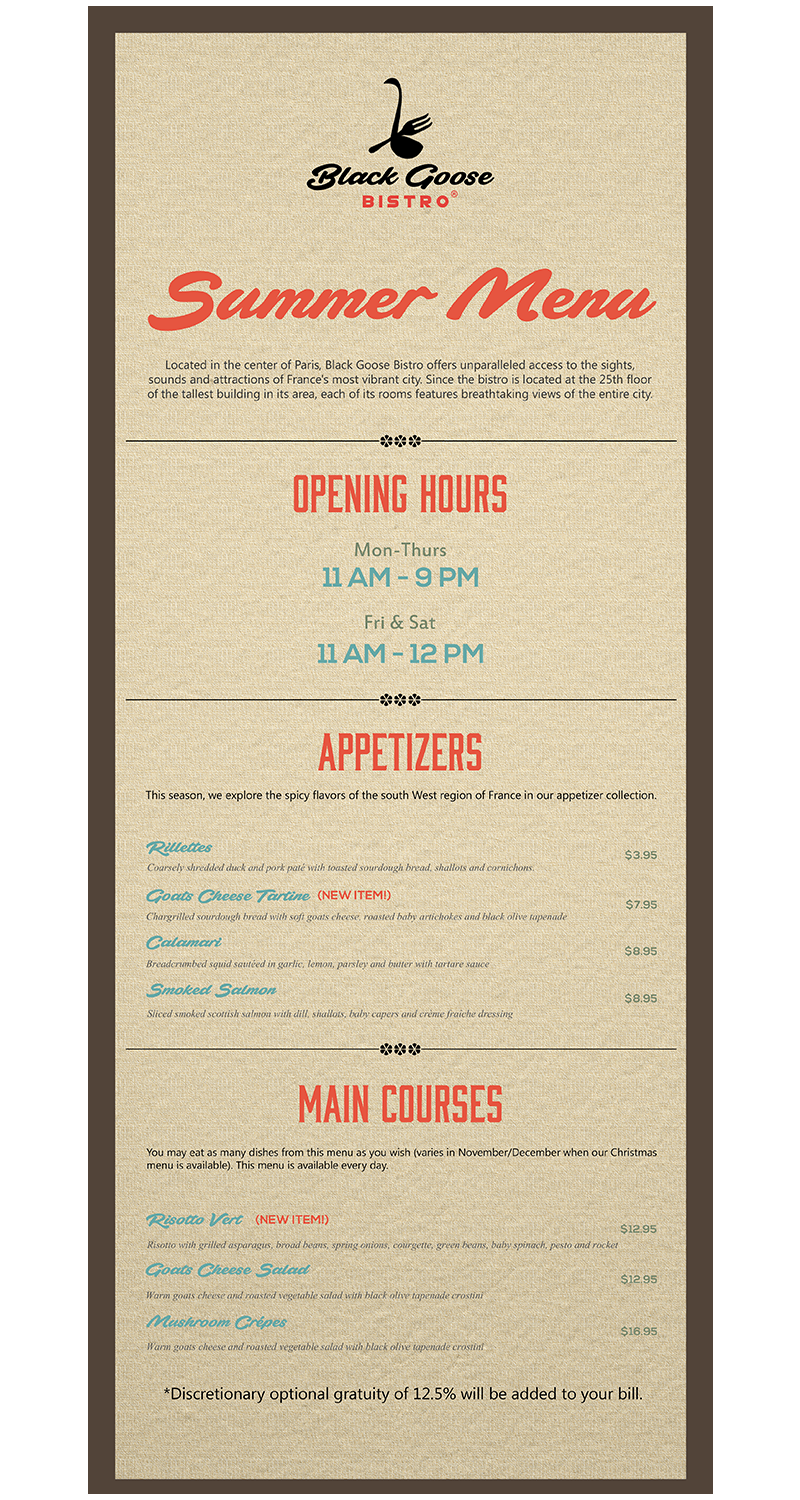 Black Goose
BISTRO®
Summer Menu
Located in the center of Paris, Black Goose Bistro offers unparalleled access to the sights,
sounds and attractions of France's most vibrant city. Since the bistro is located at the 25th floor
of the tallest building in its area, each of its rooms features breathtaking views of the entire city.
OPENING HOURS
Mon-Thurs
11 AM - 9 PM
Fri & Sat
11 AM - 12 PM
APPETIZERS
This season, we explore the spicy flavors of the south West region of France in our appetizer collection.
Rillettes
$3.95
Coarsely shredded duck and pork paté with toasted sourdough bread, shallots and cornichons.
Goats Cheese Tartine (NEW ITEM!)
$7.95
Chargrilled sourdough bread with soft goats cheese, roasted baby artichokes and black olive tapenade
Calamari
$8.95
Breadcrumbed squid sautéed in garlic, lemon, parsley and butter with tartare sauce
Smoked Salmon
$8.95
Sliced smoked scottish salmon with dill, shallots, baby capers and crème fraiche dressing
MAIN COURSES
You may eat as many dishes from this menu as you wish (varies in November/December when our Christmas
menu is available). This menu is available every day.
Risotto Vert (NEW ITEM!)
$12.95
Risotto with grilled asparagus, broad beans, spring onions, courgette, green beans, baby spinach, pesto and rocket
Goats Cheese Salad
$12.95
Warm goats cheese and roasted vegetable salad with black olive tapenade crostini
Mushroom Crépes
$16.95
Warm goats cheese and roasted vegetable salad with black olive tapenade crostini
*Discretionary optional gratuity of 12.5% will be added to your bill.